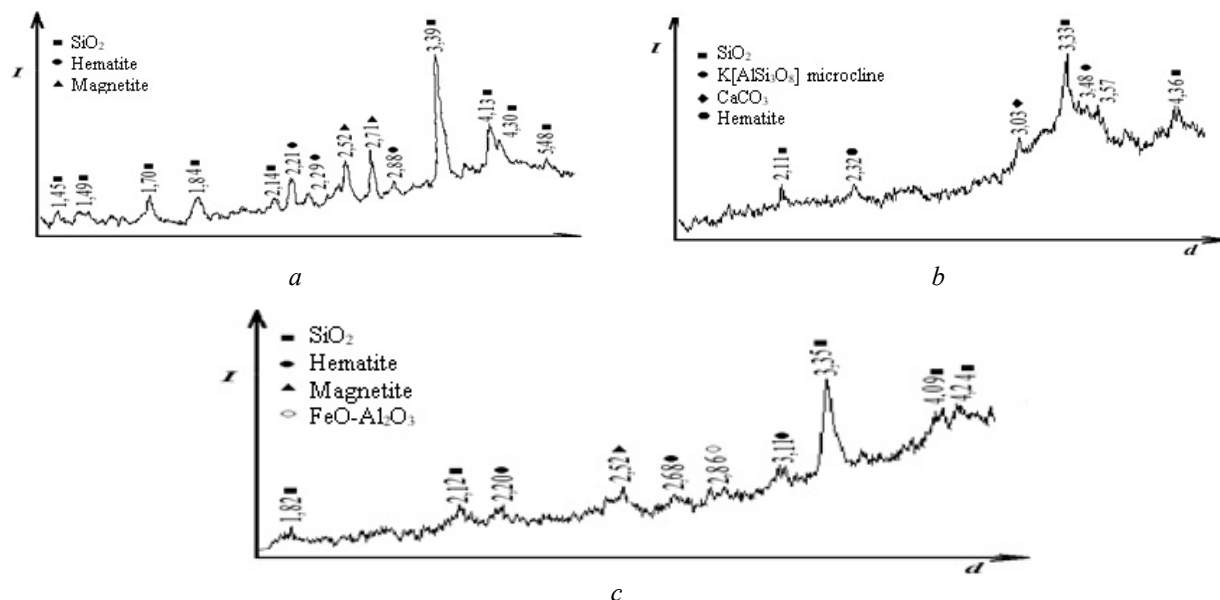 a
I
■ SiO₂
● Hematite
▲ Magnetite
1,45■
1,49■
1,70■
1,84■
2,14■
2,21●
2,29●
2,52▲
2,71▲
2,88●
3,39■
4,13■
4,30■
5,48■
a
b
I
■ SiO₂
● K[AlSi₃O₈] microcline
◆ CaCO₃
● Hematite
2,11■
2,32●
3,03◆
3,33■
3,48●
3,57
4,36■
d
b
I
■ SiO₂
● Hematite
▲ Magnetite
○ FeO-Al₂O₃
1,82■
2,12■
2,20●
2,52▲
2,68●
2,86○
3,11●
3,35■
4,09■
4,24■
d
c